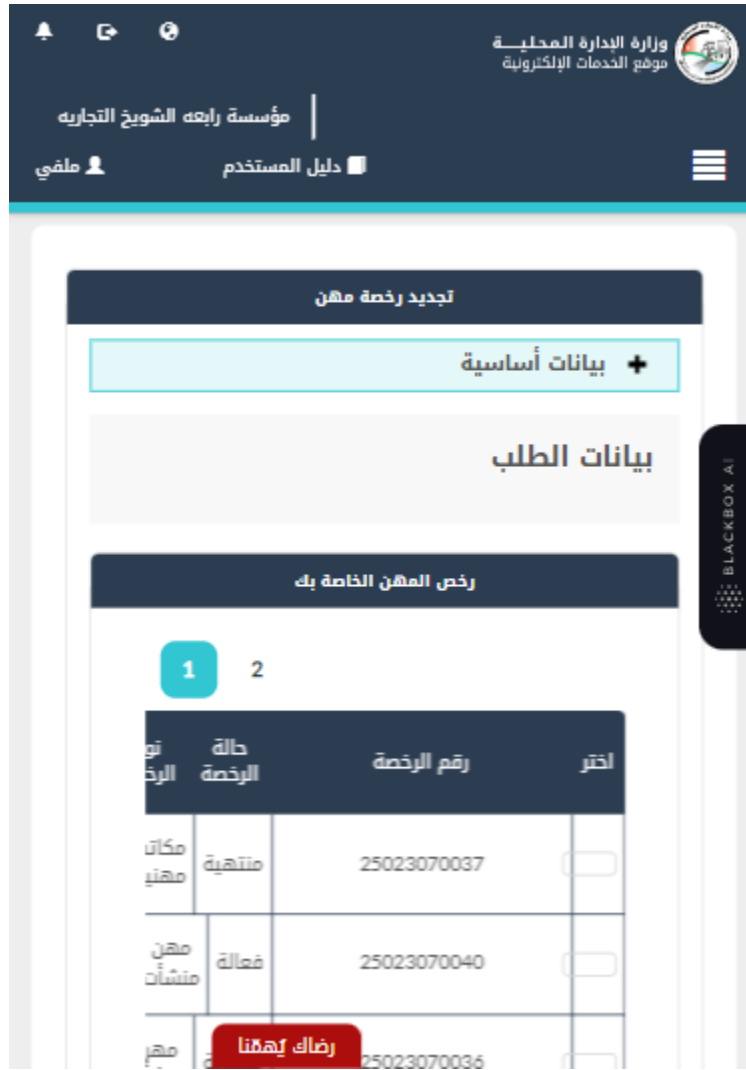 وزارة الإدارة المحليـــة
موقع الخدمات الإلكترونية
مؤسسة رابعه الشويخ التجاريه
دليل المستخدم
ملفي
تجديد رخصة مهن
بيانات أساسية
بيانات الطلب
BLACKBOX AI
رخص المهن الخاصة بك
1 2
اختر رقم الرخصة حالة الرخصة
25023070037 منتهية
25023070040 فعالة مهن
25023070036
رضاك يُهمّنا